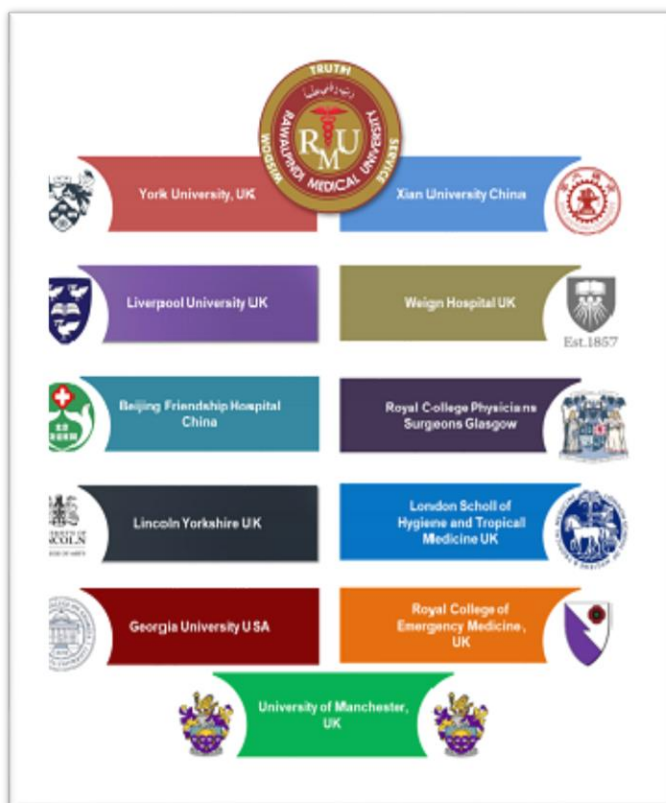 TRUTH
WISDOM
SERVICE
RAWALPINDI MEDICAL UNIVERSITY
RMU
York University, UK
Xian University China
Liverpool University UK
Weign Hospital UK
Est.1857
Beijing Friendship Hospital
China
Royal College Physicians
Surgeons Glasgow
Lincoln Yorkshire UK
London Scholl of
Hygiene and Tropicall
Medicine UK
COLN
Georgia University USA
Royal College of
Emergency Medicine,
UK
University of Manchester,
UK